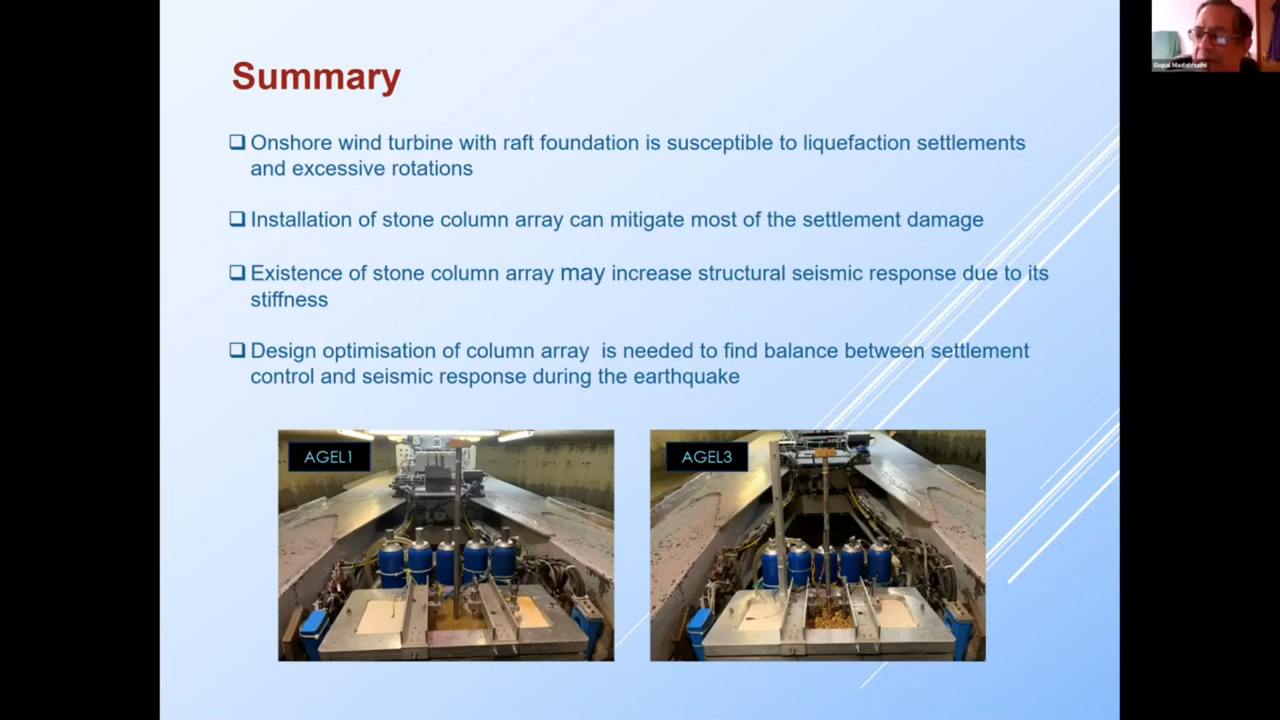 Summary
Onshore wind turbine with raft foundation is susceptible to liquefaction settlements
and excessive rotations
Installation of stone column array can mitigate most of the settlement damage
Existence of stone column array may increase structural seismic response due to its
stiffness
Design optimisation of column array is needed to find balance between settlement
control and seismic response during the earthquake
AGEL1
AGEL3
Gopal Madabhushi